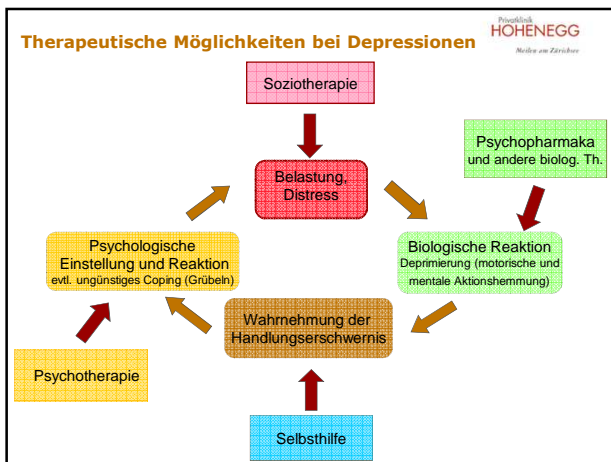 Therapeutische Möglichkeiten bei Depressionen
Privatklinik
HOHENEGG
Meilen am Zürichsee
Soziotherapie
Psychopharmaka
und andere biolog. Th.
Belastung,
Distress
Psychologische
Einstellung und Reaktion
evtl. ungünstiges Coping (Grübeln)
Biologische Reaktion
Deprimierung (motorische und
mentale Aktionshemmung)
Wahrnehmung der
Handlungserschwernis
Psychotherapie
Selbsthilfe